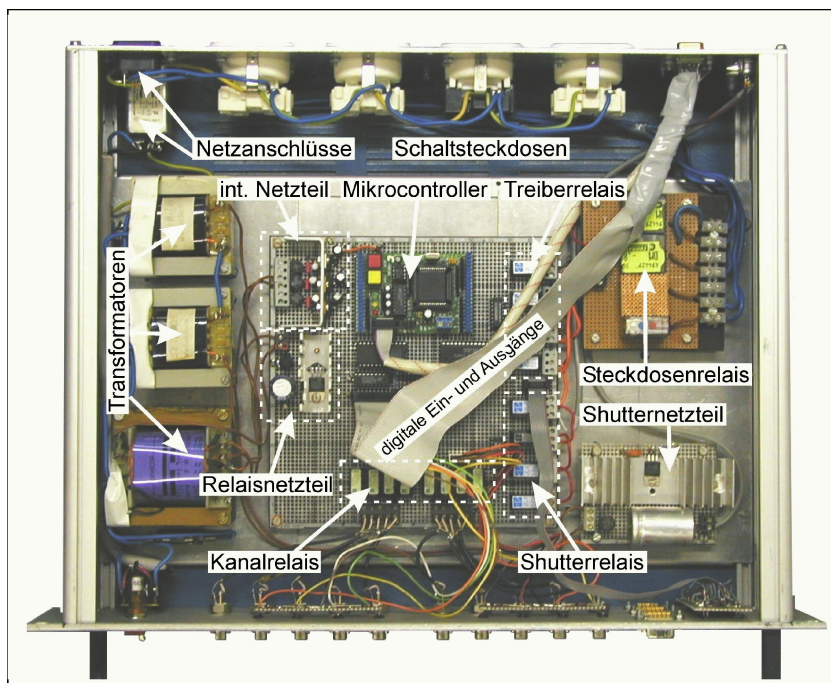 Netzanschlüsse
Schaltsteckdosen
int. Netzteil
Mikrocontroller
Treiberrelais
Transformatoren
digitale Ein- und Ausgänge
Steckdosenrelais
Shutternetzteil
Relaisnetzteil
Kanalrelais
Shutterrelais